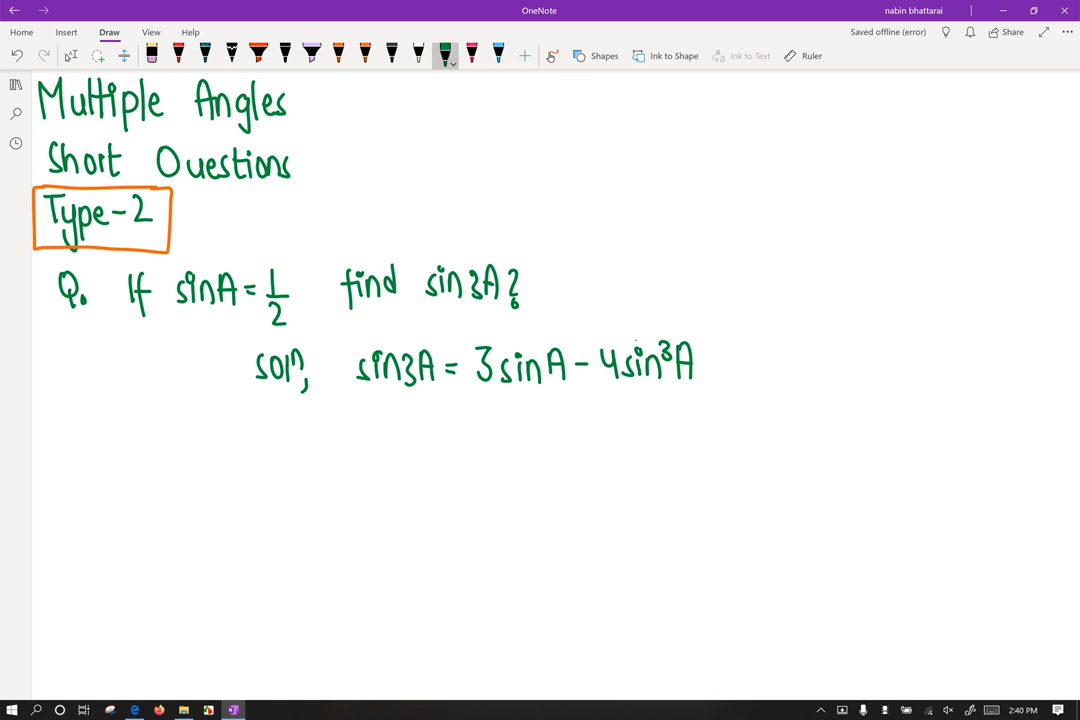 OneNote
nabin bhattarai
Home Insert Draw View Help
Saved offline (error)
Share
Shapes Ink to Shape Ink to Text Ruler
Multiple Angles
Short Questions
Type-2
Q. If sinA = 1/2 find sin3A?
soln, sin3A = 3sinA - 4sin³A
2:40 PM